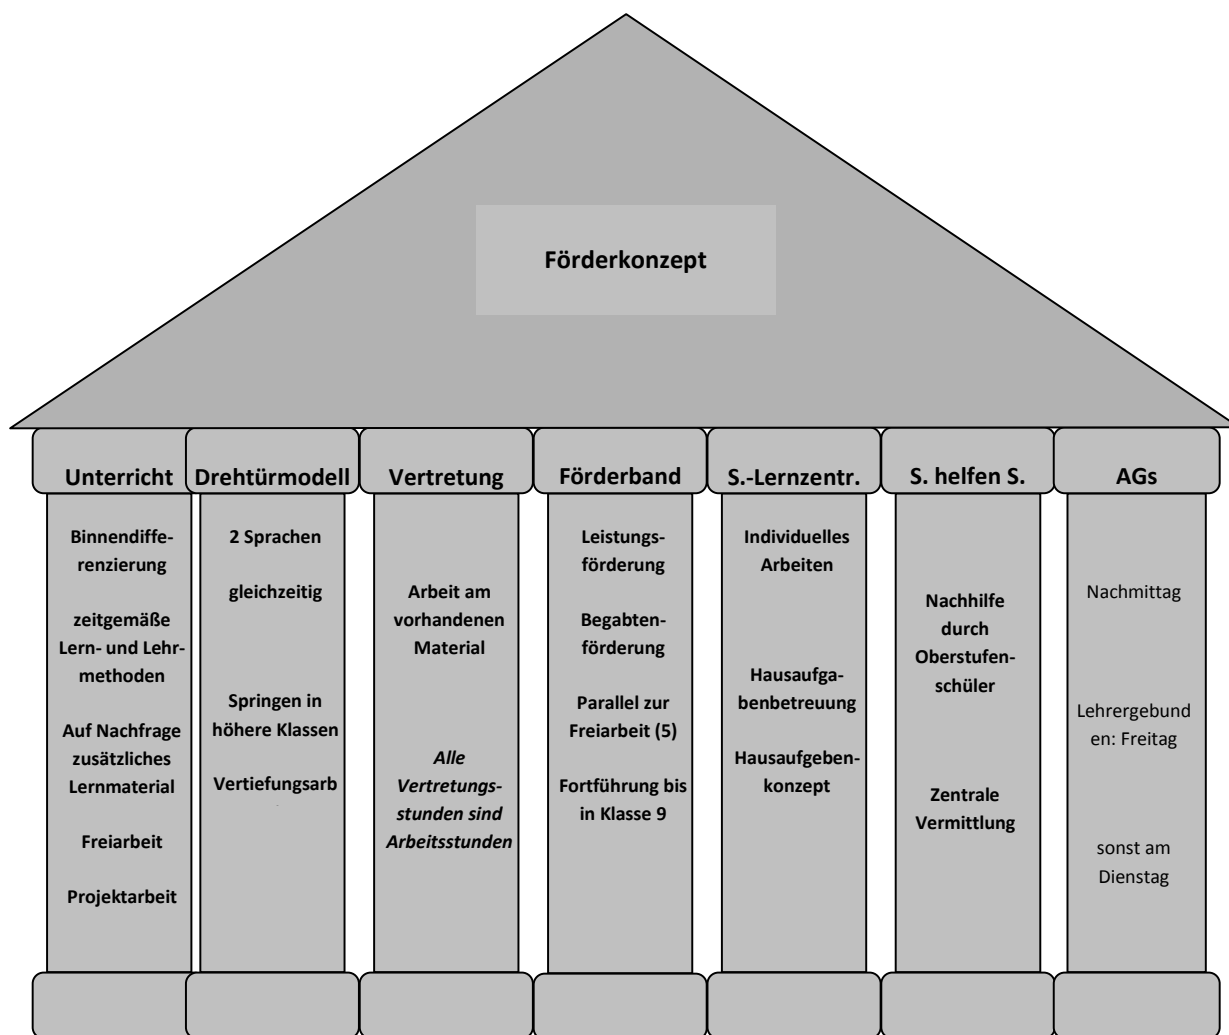 Förderkonzept
Unterricht
Drehtürmodell
Vertretung
Förderband
S.-Lernzentr.
S. helfen S.
AGs
Binnendiffe-
renzierung
zeitgemäße
Lern- und Lehr-
methoden
Auf Nachfrage
zusätzliches
Lernmaterial
Freiarbeit
Projektarbeit
2 Sprachen
gleichzeitig
Springen in
höhere Klassen
Vertiefungsarb
Arbeit am
vorhandenen
Material
Alle
Vertretungs-
stunden sind
Arbeitsstunden
Leistungs-
förderung
Begabten-
förderung
Parallel zur
Freiarbeit (5)
Fortführung bis
in Klasse 9
Individuelles
Arbeiten
Hausaufga-
benbetreuung
Hausaufgeben-
konzept
Nachhilfe
durch
Oberstufen-
schüler
Zentrale
Vermittlung
Nachmittag
Lehrergebund
en: Freitag
sonst am
Dienstag